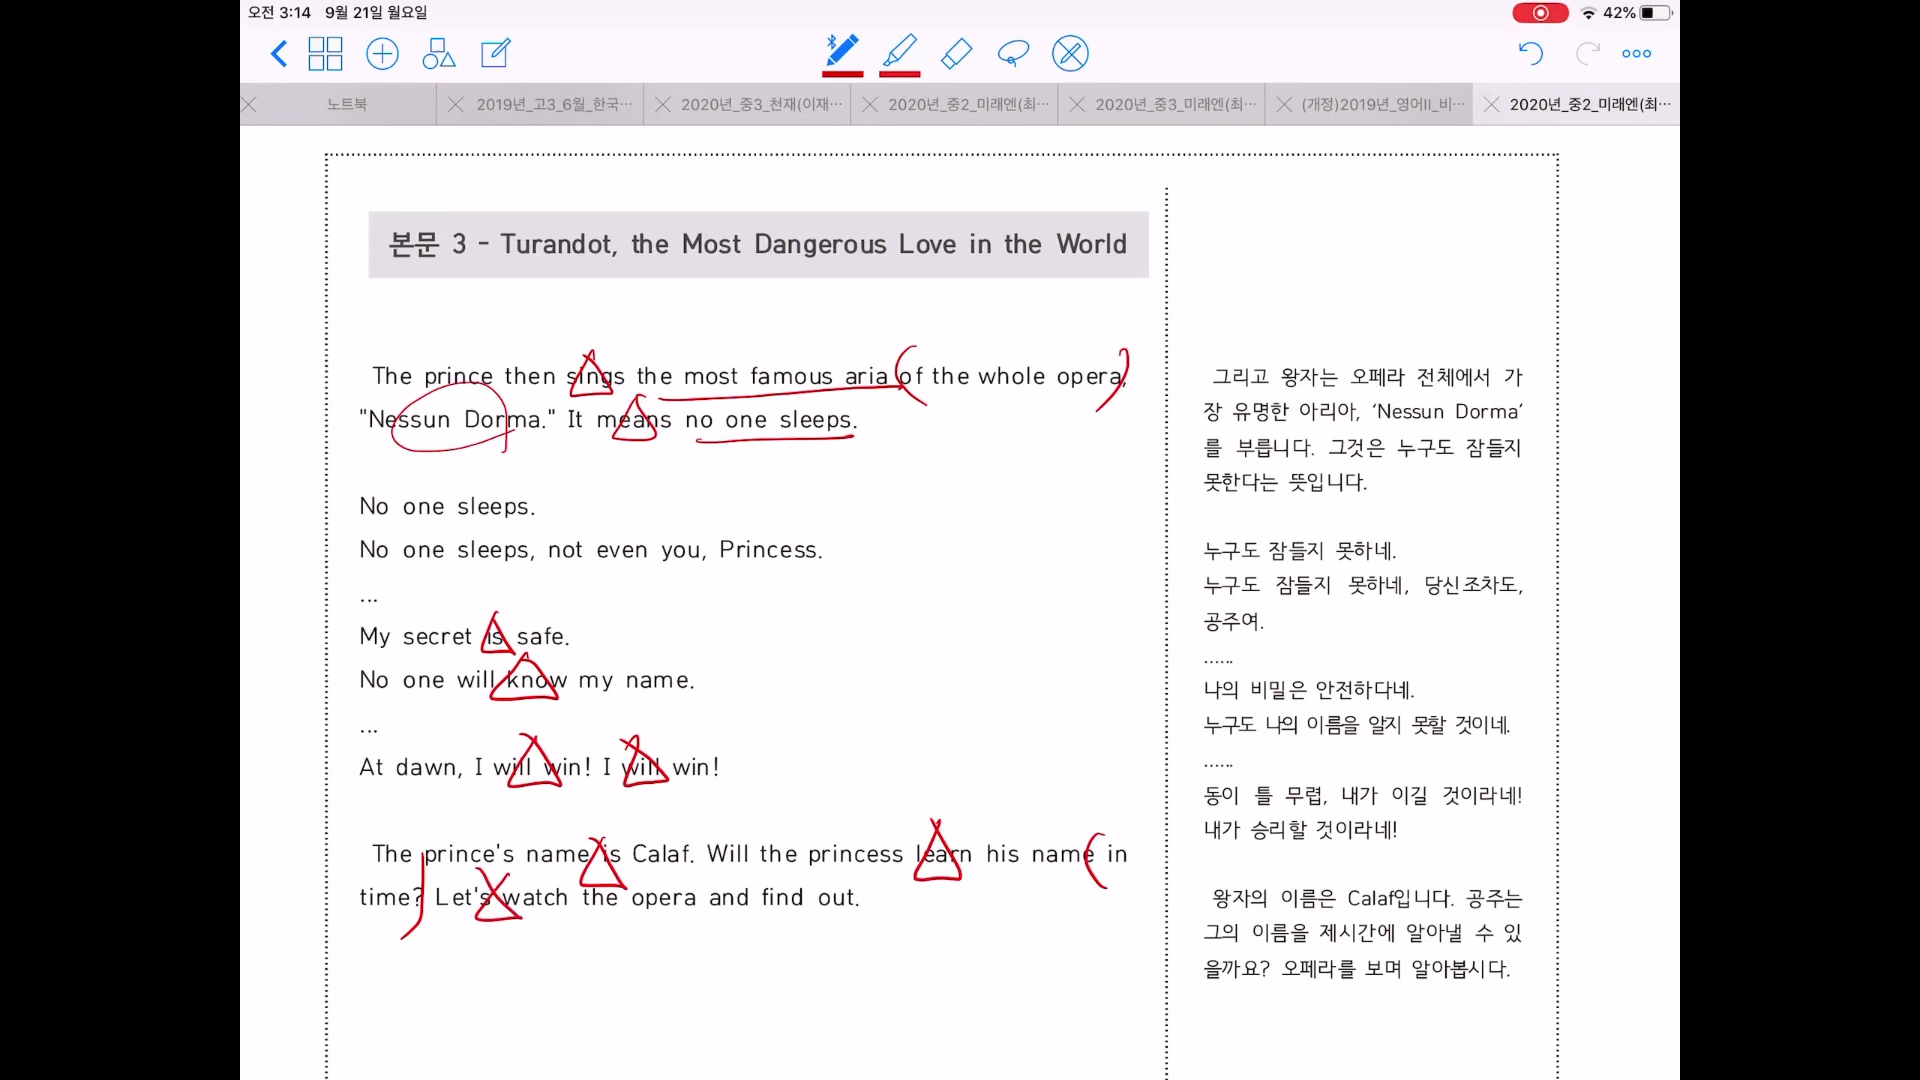 오전 3:14 9월 21일 월요일
42%
노트북
2019년_고3_6월_한국···
2020년_중3_천재(이재···
2020년_중2_미래엔(최···
2020년_중3_미래엔(최···
(개정)2019년_영어II_비···
2020년_중2_미래엔(최···
본문 3 - Turandot, the Most Dangerous Love in the World
The prince then sings the most famous aria of the whole opera,
"Nessun Dorma." It means no one sleeps.
No one sleeps.
No one sleeps, not even you, Princess.
...
My secret is safe.
No one will know my name.
...
At dawn, I will win! I will win!
The prince's name is Calaf. Will the princess learn his name in
time? Let's watch the opera and find out.
그리고 왕자는 오페라 전체에서 가
장 유명한 아리아, ‘Nessun Dorma’
를 부릅니다. 그것은 누구도 잠들지
못한다는 뜻입니다.
누구도 잠들지 못하네.
누구도 잠들지 못하네, 당신조차도,
공주여.
......
나의 비밀은 안전하다네.
누구도 나의 이름을 알지 못할 것이네.
......
동이 틀 무렵, 내가 이길 것이라네!
내가 승리할 것이라네!
왕자의 이름은 Calaf입니다. 공주는
그의 이름을 제시간에 알아낼 수 있
을까요? 오페라를 보며 알아봅시다.